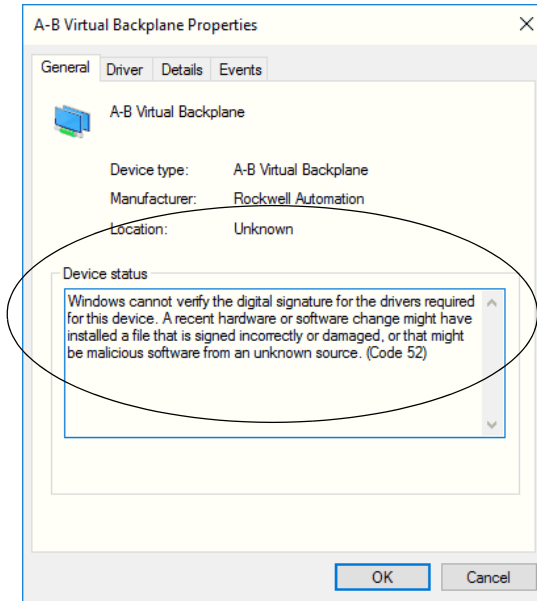 A-B Virtual Backplane Properties
General Driver Details Events
A-B Virtual Backplane
Device type: A-B Virtual Backplane
Manufacturer: Rockwell Automation
Location: Unknown
Device status
Windows cannot verify the digital signature for the drivers required
for this device. A recent hardware or software change might have
installed a file that is signed incorrectly or damaged, or that might
be malicious software from an unknown source. (Code 52)
OK Cancel